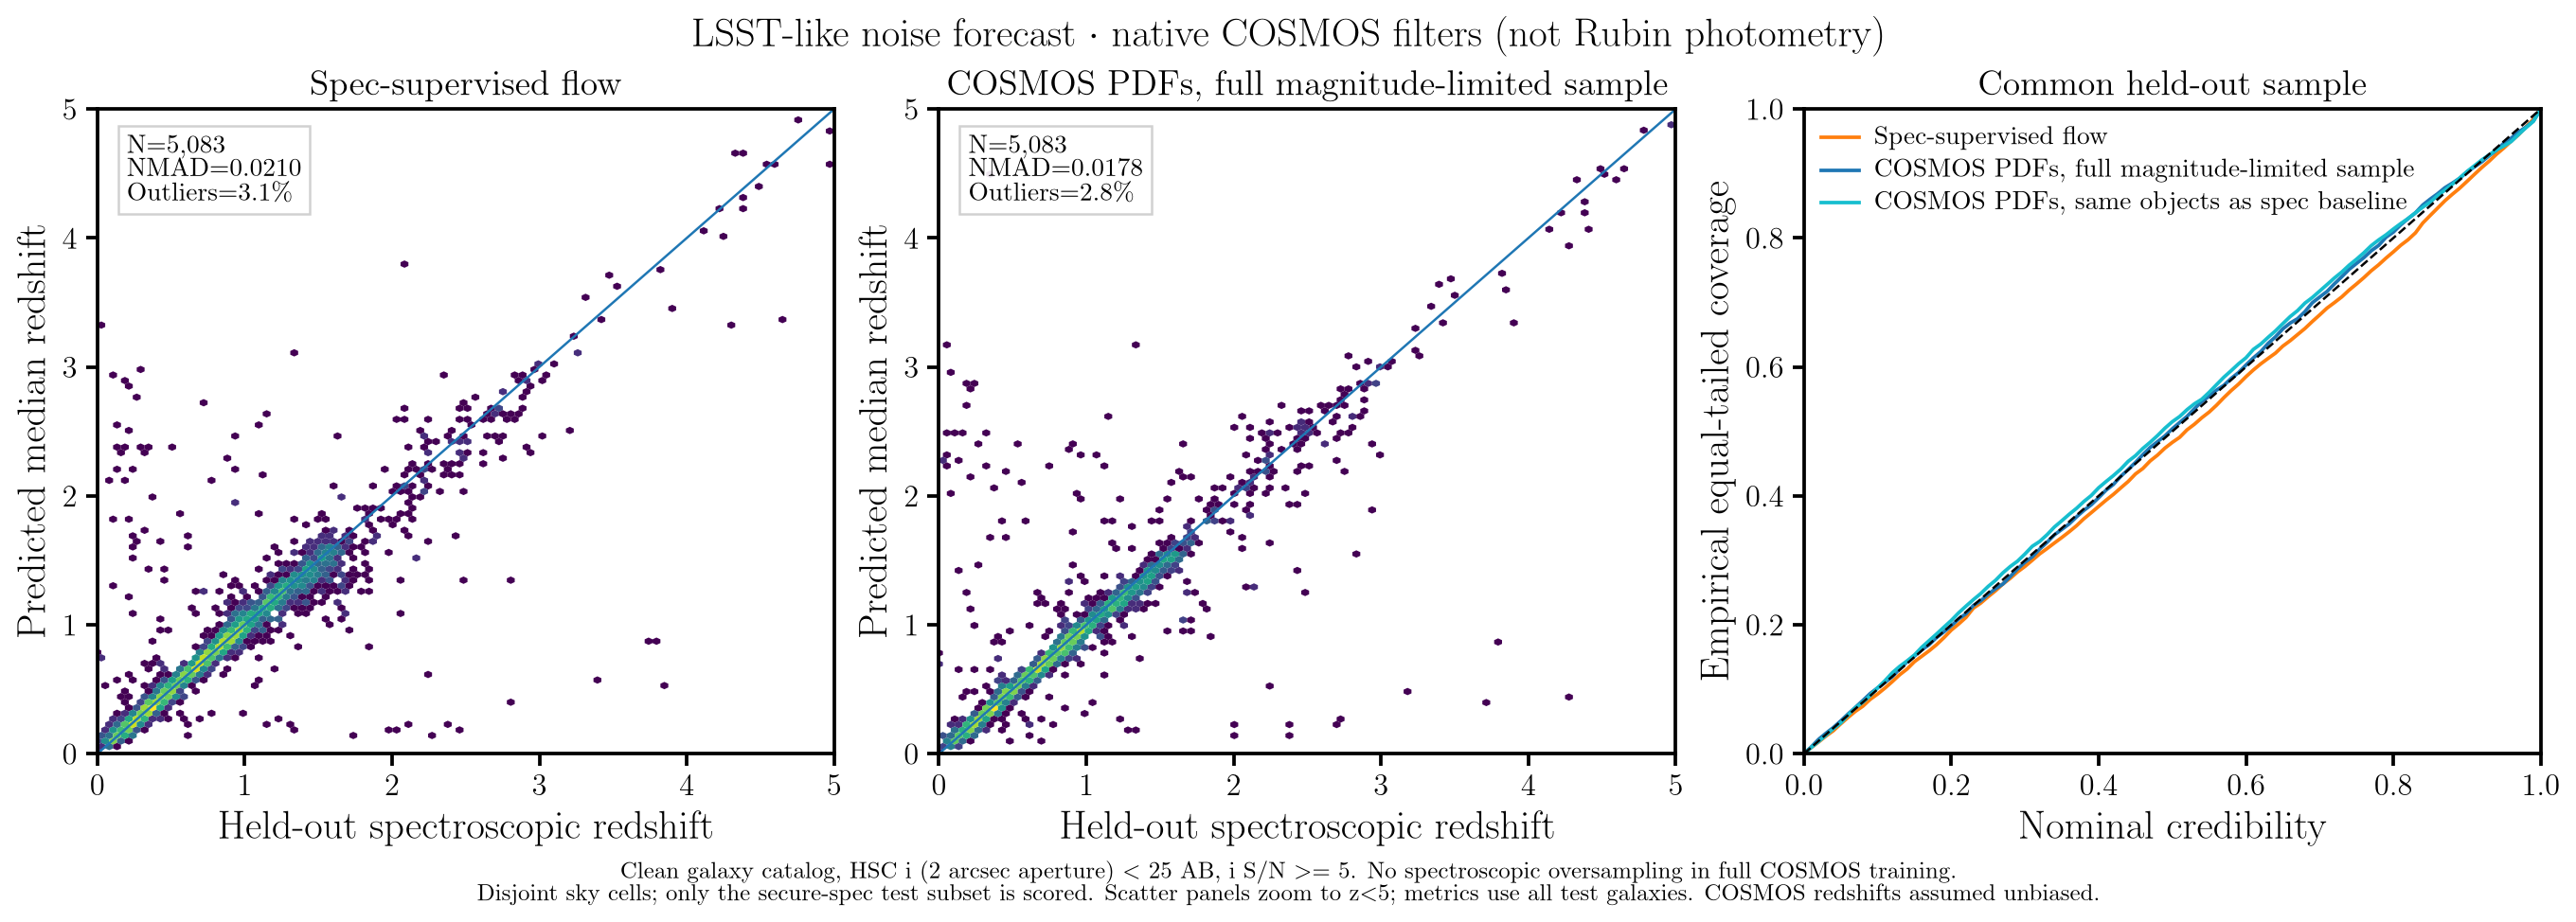 LSST-like noise forecast · native COSMOS filters (not Rubin photometry)
Spec-supervised flow
N=5,083
NMAD=0.0210
Outliers=3.1%
Predicted median redshift
5
4
3
2
1
0
0 1 2 3 4 5
Held-out spectroscopic redshift
COSMOS PDFs, full magnitude-limited sample
N=5,083
NMAD=0.0178
Outliers=2.8%
Predicted median redshift
5
4
3
2
1
0
0 1 2 3 4 5
Held-out spectroscopic redshift
Common held-out sample
Spec-supervised flow
COSMOS PDFs, full magnitude-limited sample
COSMOS PDFs, same objects as spec baseline
Empirical equal-tailed coverage
1.0
0.8
0.6
0.4
0.2
0.0
0.0 0.2 0.4 0.6 0.8 1.0
Nominal credibility
Clean galaxy catalog, HSC i (2 arcsec aperture) < 25 AB, i S/N >= 5. No spectroscopic oversampling in full COSMOS training.
Disjoint sky cells; only the secure-spec test subset is scored. Scatter panels zoom to z<5; metrics use all test galaxies. COSMOS redshifts assumed unbiased.